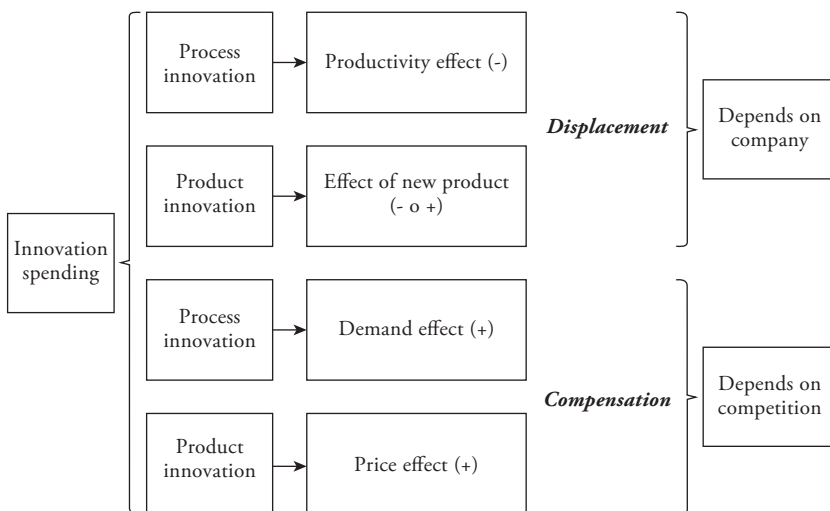 Process
innovation
Productivity effect (-)
Displacement
Depends on
company
Product
innovation
Effect of new product
(- o +)
Innovation
spending
Process
innovation
Demand effect (+)
Compensation
Depends on
competition
Product
innovation
Price effect (+)